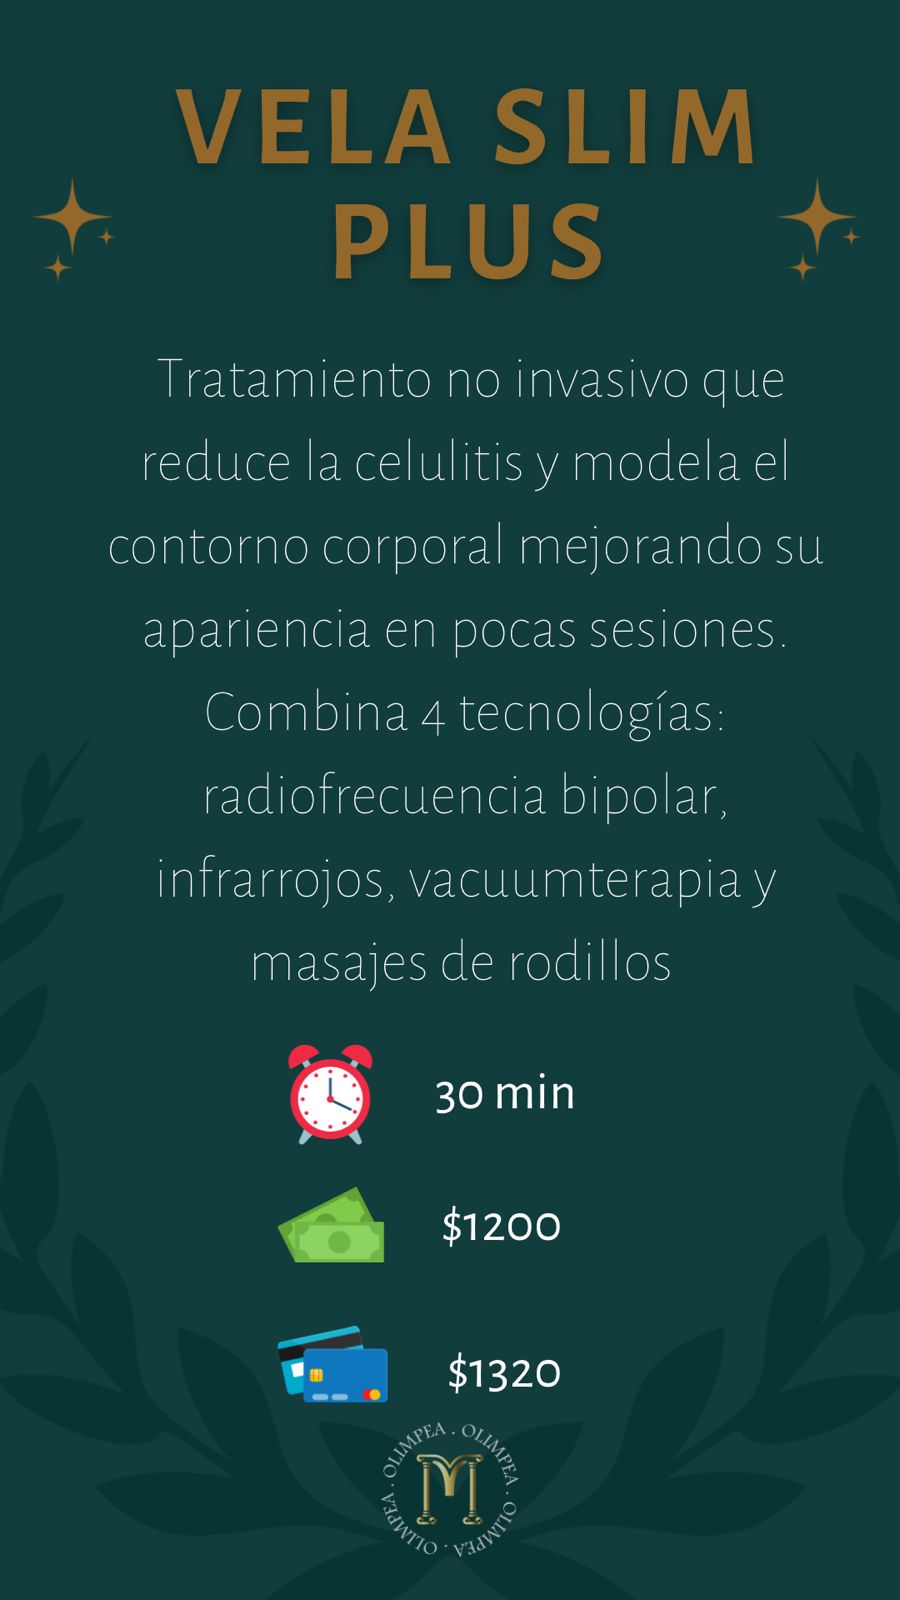 VELA SLIM
PLUS
Tratamiento no invasivo que
reduce la celulitis y modela el
contorno corporal mejorando su
apariencia en pocas sesiones.
Combina 4 tecnologías:
radiofrecuencia bipolar,
infrarrojos, vacuumterapia y
masajes de rodillos
30 min
$1200
$1320
OLIMPEA . OLIMPEA . OLIMPEA . OLIMPEA .
M